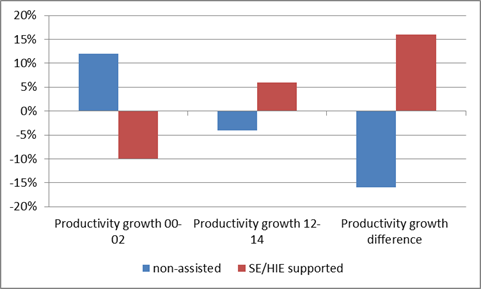 20%
15%
10%
5%
0%
-5%
-10%
-15%
-20%
Productivity growth 00-
02
Productivity growth 12-
14
Productivity growth
difference
non-assisted
SE/HIE supported